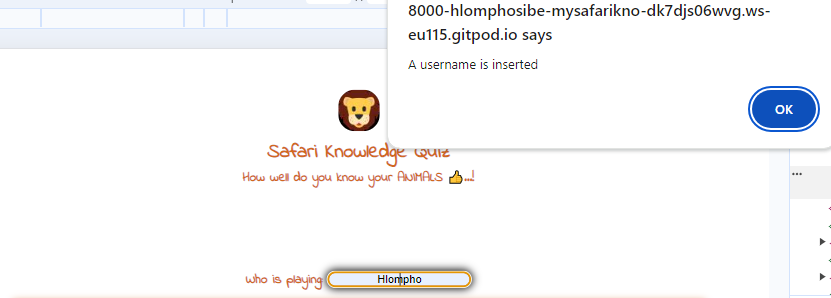 8000-hlomphosibe-mysafarikno-dk7djs06wvg.ws-
eu115.gitpod.io says
A username is inserted
OK
Safari Knowledge Quiz
How well do you know your ANIMALS 👍...!
Who is playing Hlompho